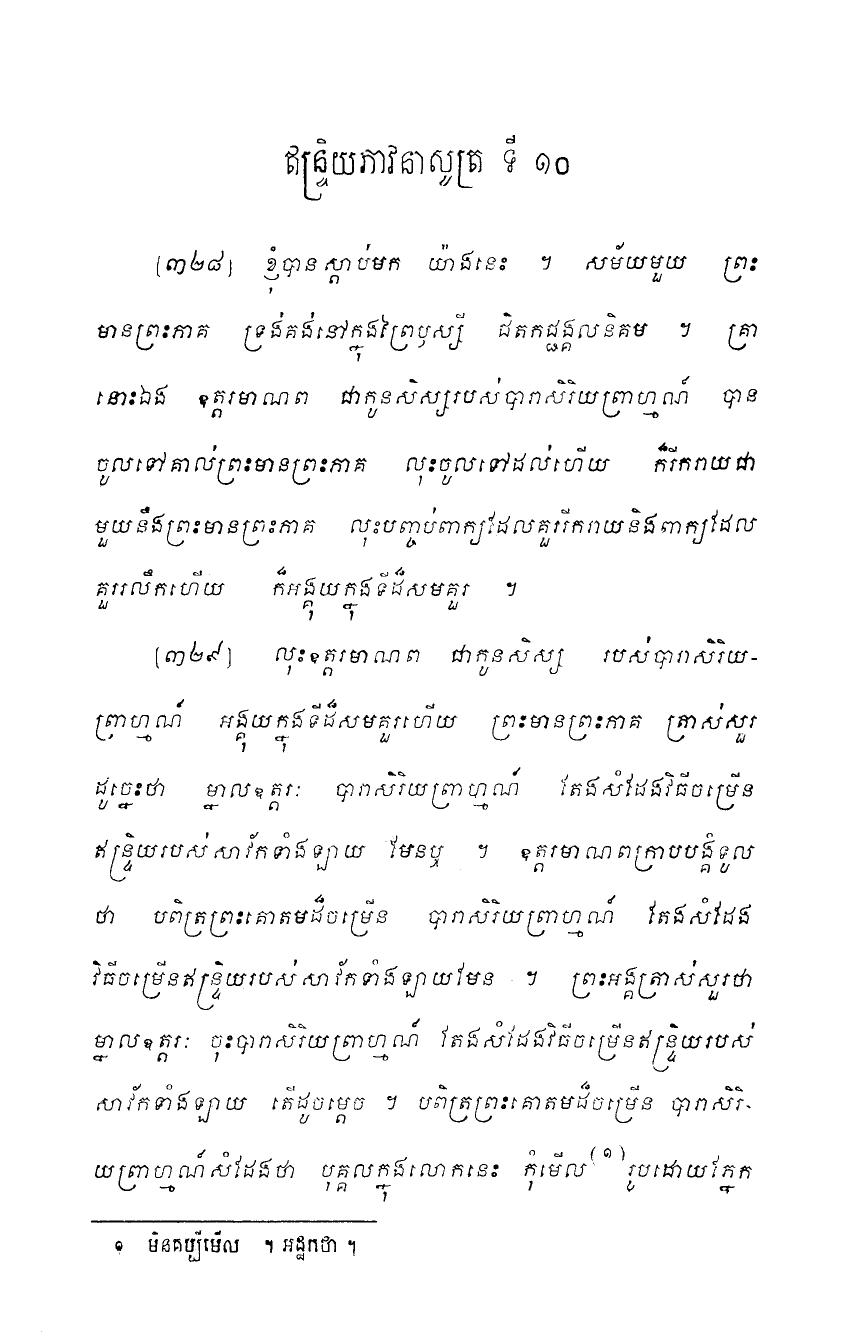 ឥន្ទ្រិយភាវនាសូត្រ ទី ១០
[៣២៨] ខ្ញុំបានស្តាប់មក យ៉ាងនេះ ។ សម័យមួយ ព្រះ
មានព្រះភាគ ទ្រង់គង់នៅក្នុងព្រៃឫស្សី ជិតកជ្ជង្គលនិគម ។ គ្រា
នោះឯង ឧត្តរមាណព ជាកូនសិស្សរបស់បារាសិរិយព្រាហ្មណ៍ បាន
ចូលទៅគាល់ព្រះមានព្រះភាគ លុះចូលទៅដល់ហើយ ក៏រីករាយជា
មួយនឹងព្រះមានព្រះភាគ លុះបញ្ចប់ពាក្យដែលគួររីករាយនិងពាក្យដែល
គួររលឹកហើយ ក៏អង្គុយក្នុងទីដ៏សមគួរ ។
[៣២៩] លុះឧត្តរមាណព ជាកូនសិស្ស របស់បារាសិរិយ-
ព្រាហ្មណ៍ អង្គុយក្នុងទីដ៏សមគួរហើយ ព្រះមានព្រះភាគ ត្រាស់សួរ
ដូច្នេះថា ម្នាលឧត្តរៈ បារាសិរិយព្រាហ្មណ៍ តែងសំដែងវិធីចម្រើន
ឥន្ទ្រិយរបស់សាវ័កទាំងឡាយ មែនឬ ។ ឧត្តរមាណពក្រាបបង្គំទូល
ថា បពិត្រព្រះគោតមដ៏ចម្រើន បារាសិរិយព្រាហ្មណ៍ តែងសំដែង
វិធីចម្រើនឥន្ទ្រិយរបស់សាវ័កទាំងឡាយមែន ។ ព្រះអង្គត្រាស់សួរថា
ម្នាលឧត្តរៈ ចុះបារាសិរិយព្រាហ្មណ៍ តែងសំដែងវិធីចម្រើនឥន្ទ្រិយរបស់
សាវ័កទាំងឡាយ តើដូចម្តេច ។ បពិត្រព្រះគោតមដ៏ចម្រើន បារាសិរិ-
យព្រាហ្មណ៍សំដែងថា បុគ្គលក្នុងលោកនេះ កុំមើល(១)រូបដោយភ្នែក
១ មិនគប្បីមើល ។ អដ្ឋកថា ។